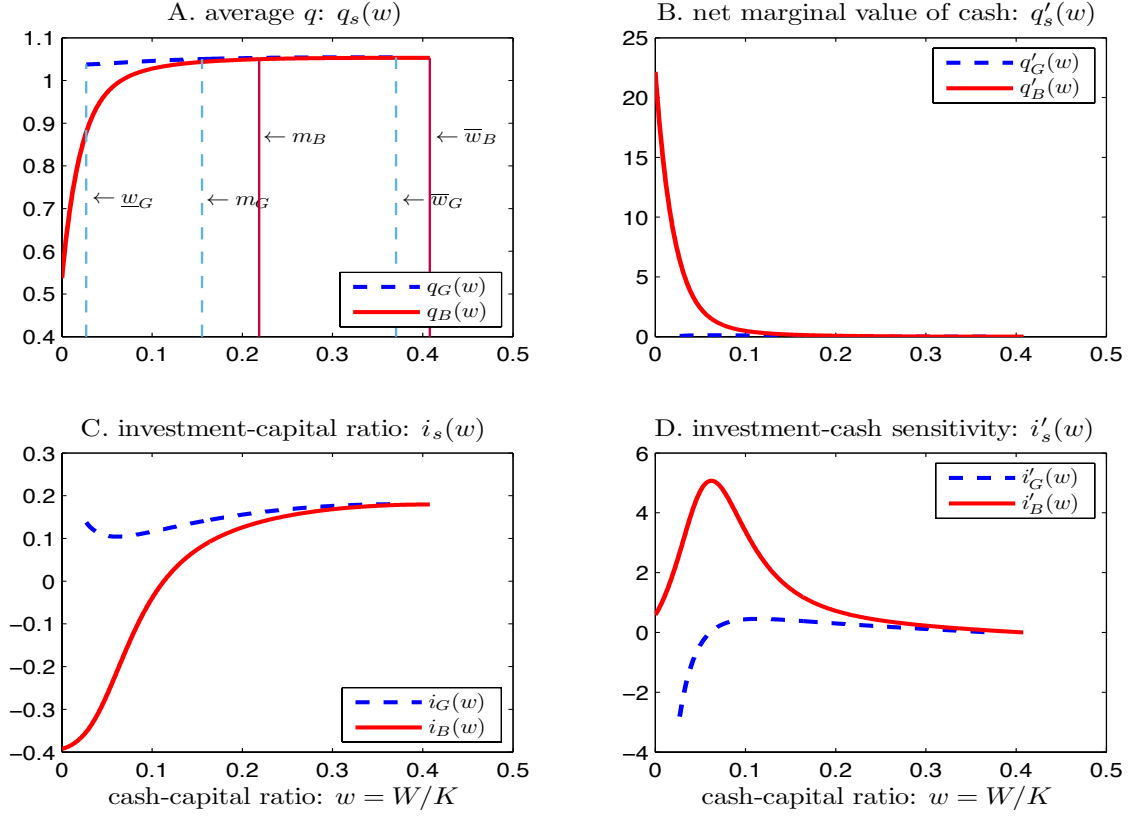 A. average q: q_s(w)
1.1
1
0.9
0.8
0.7
0.6
0.5
0.4
← m_B
← w̅_B
← w̲_G
← m_G
← w̅_G
q_G(w)
q_B(w)
0 0.1 0.2 0.3 0.4 0.5
B. net marginal value of cash: q′_s(w)
25
20
15
10
5
0
q′_G(w)
q′_B(w)
0 0.1 0.2 0.3 0.4 0.5
C. investment-capital ratio: i_s(w)
0.3
0.2
0.1
0
−0.1
−0.2
−0.3
−0.4
i_G(w)
i_B(w)
0 0.1 0.2 0.3 0.4 0.5
cash-capital ratio: w = W/K
D. investment-cash sensitivity: i′_s(w)
6
4
2
0
−2
−4
i′_G(w)
i′_B(w)
0 0.1 0.2 0.3 0.4 0.5
cash-capital ratio: w = W/K